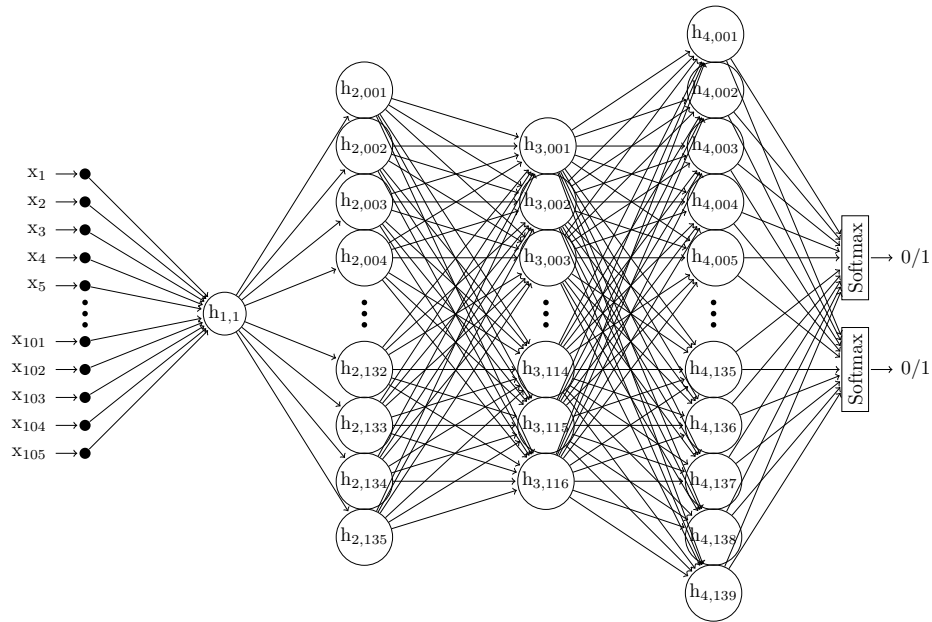 x₁
x₂
x₃
x₄
x₅
x₁₀₁
x₁₀₂
x₁₀₃
x₁₀₄
x₁₀₅
h₁,₁
h₂,₀₀₁
h₂,₀₀₂
h₂,₀₀₃
h₂,₀₀₄
h₂,₁₃₂
h₂,₁₃₃
h₂,₁₃₄
h₂,₁₃₅
h₃,₀₀₁
h₃,₀₀₂
h₃,₀₀₃
h₃,₁₁₄
h₃,₁₁₅
h₃,₁₁₆
h₄,₀₀₁
h₄,₀₀₂
h₄,₀₀₃
h₄,₀₀₄
h₄,₀₀₅
h₄,₁₃₅
h₄,₁₃₆
h₄,₁₃₇
h₄,₁₃₈
h₄,₁₃₉
Softmax
0/1
Softmax
0/1